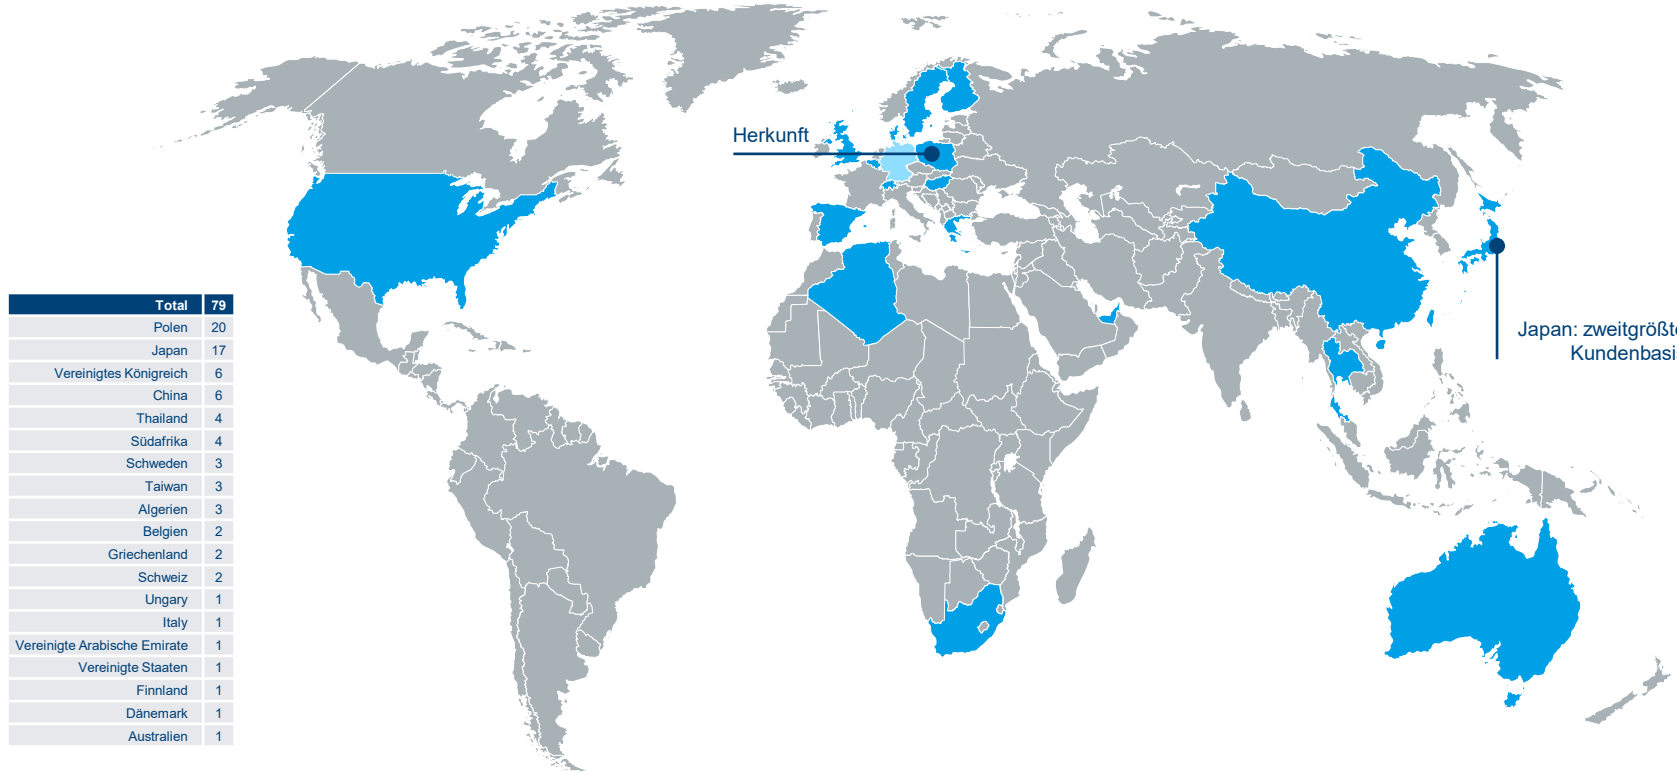 Herkunft
Japan: zweitgrößte
Kundenbasis
Total 79
Polen 20
Japan 17
Vereinigtes Königreich 6
China 6
Thailand 4
Südafrika 4
Schweden 3
Taiwan 3
Algerien 3
Belgien 2
Griechenland 2
Schweiz 2
Ungary 1
Italy 1
Vereinigte Arabische Emirate 1
Vereinigte Staaten 1
Finnland 1
Dänemark 1
Australien 1